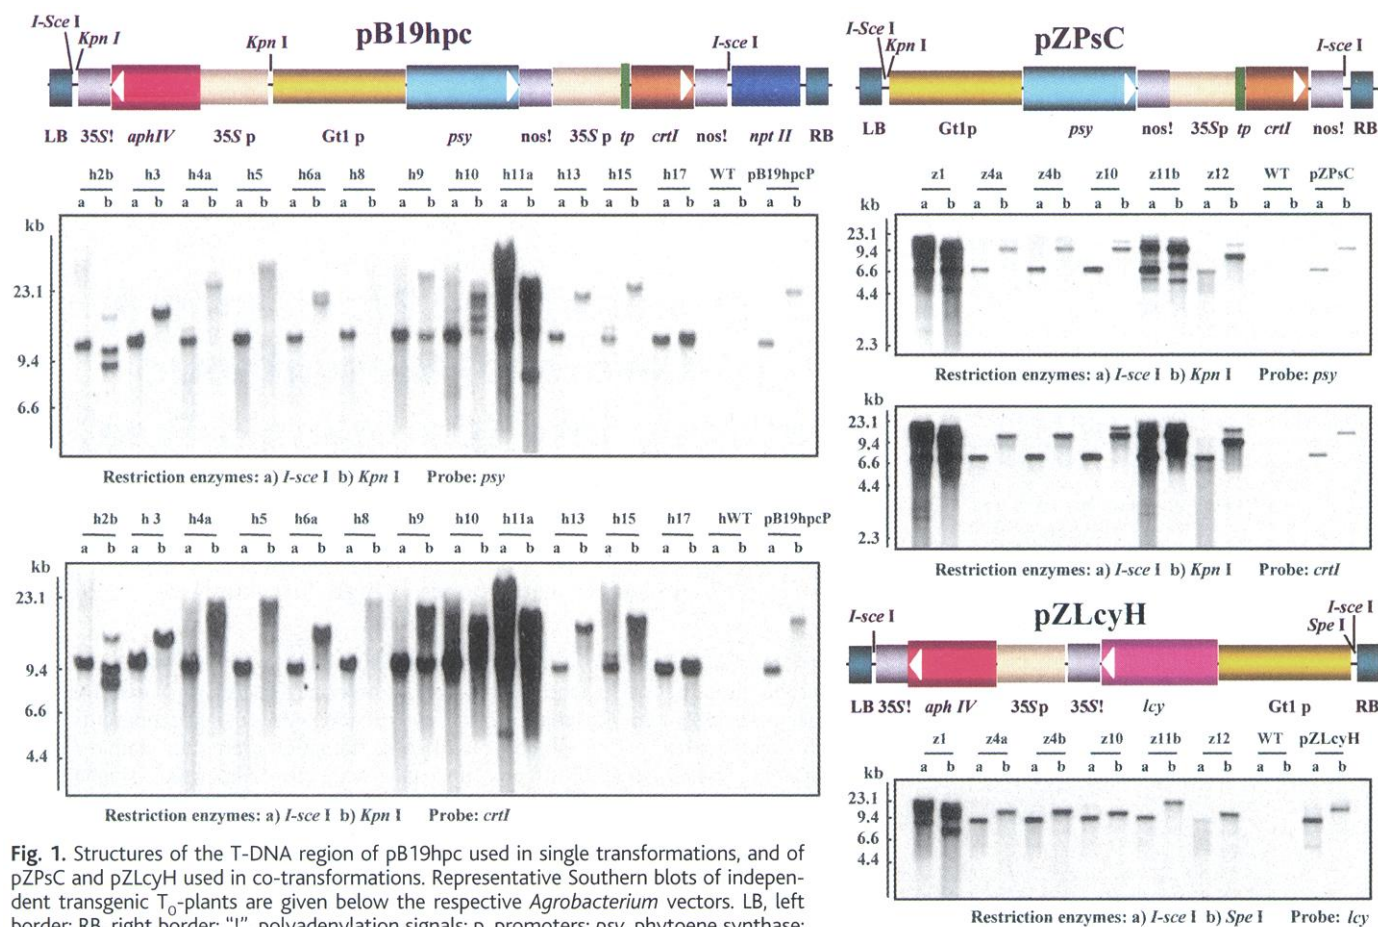 pB19hpc
I-Sce I
Kpn I
Kpn I
I-sce I
LB 35S! aphIV 35S p Gt1 p psy nos! 35S p tp crtI nos! npt II RB
h2b h3 h4a h5 h6a h8 h9 h10 h11a h13 h15 h17 WT pB19hpcP
a b a b a b a b a b a b a b a b a b a b a b a b a b a b
kb
23.1
9.4
6.6
Restriction enzymes: a) I-sce I b) Kpn I Probe: psy
h2b h 3 h4a h5 h6a h8 h9 h10 h11a h13 h15 h17 hWT pB19hpcP
a b a b a b a b a b a b a b a b a b a b a b a b a b a b
kb
23.1
9.4
6.6
4.4
Restriction enzymes: a) I-sce I b) Kpn I Probe: crtI
Fig. 1. Structures of the T-DNA region of pB19hpc used in single transformations, and of
pZPsC and pZLcyH used in co-transformations. Representative Southern blots of indepen-
dent transgenic T0-plants are given below the respective Agrobacterium vectors. LB, left
border; RB, right border; "!", polyadenylation signals; p, promoters; psy, phytoene synthase;
pZPsC
I-Sce I
Kpn I
I-sce I
LB Gt1p psy nos! 35Sp tp crtI nos! RB
z1 z4a z4b z10 z11b z12 WT pZPsC
a b a b a b a b a b a b a b a b
kb
23.1
9.4
6.6
4.4
2.3
Restriction enzymes: a) I-sce I b) Kpn I Probe: psy
kb
23.1
9.4
6.6
4.4
2.3
Restriction enzymes: a) I-sce I b) Kpn I Probe: crtI
pZLcyH
I-sce I
I-sce I
Spe I
LB 35S! aph IV 35Sp 35S! lcy Gt1 p RB
z1 z4a z4b z10 z11b z12 WT pZLcyH
a b a b a b a b a b a b a b a b
kb
23.1
9.4
6.6
4.4
Restriction enzymes: a) I-sce I b) Spe I Probe: lcy